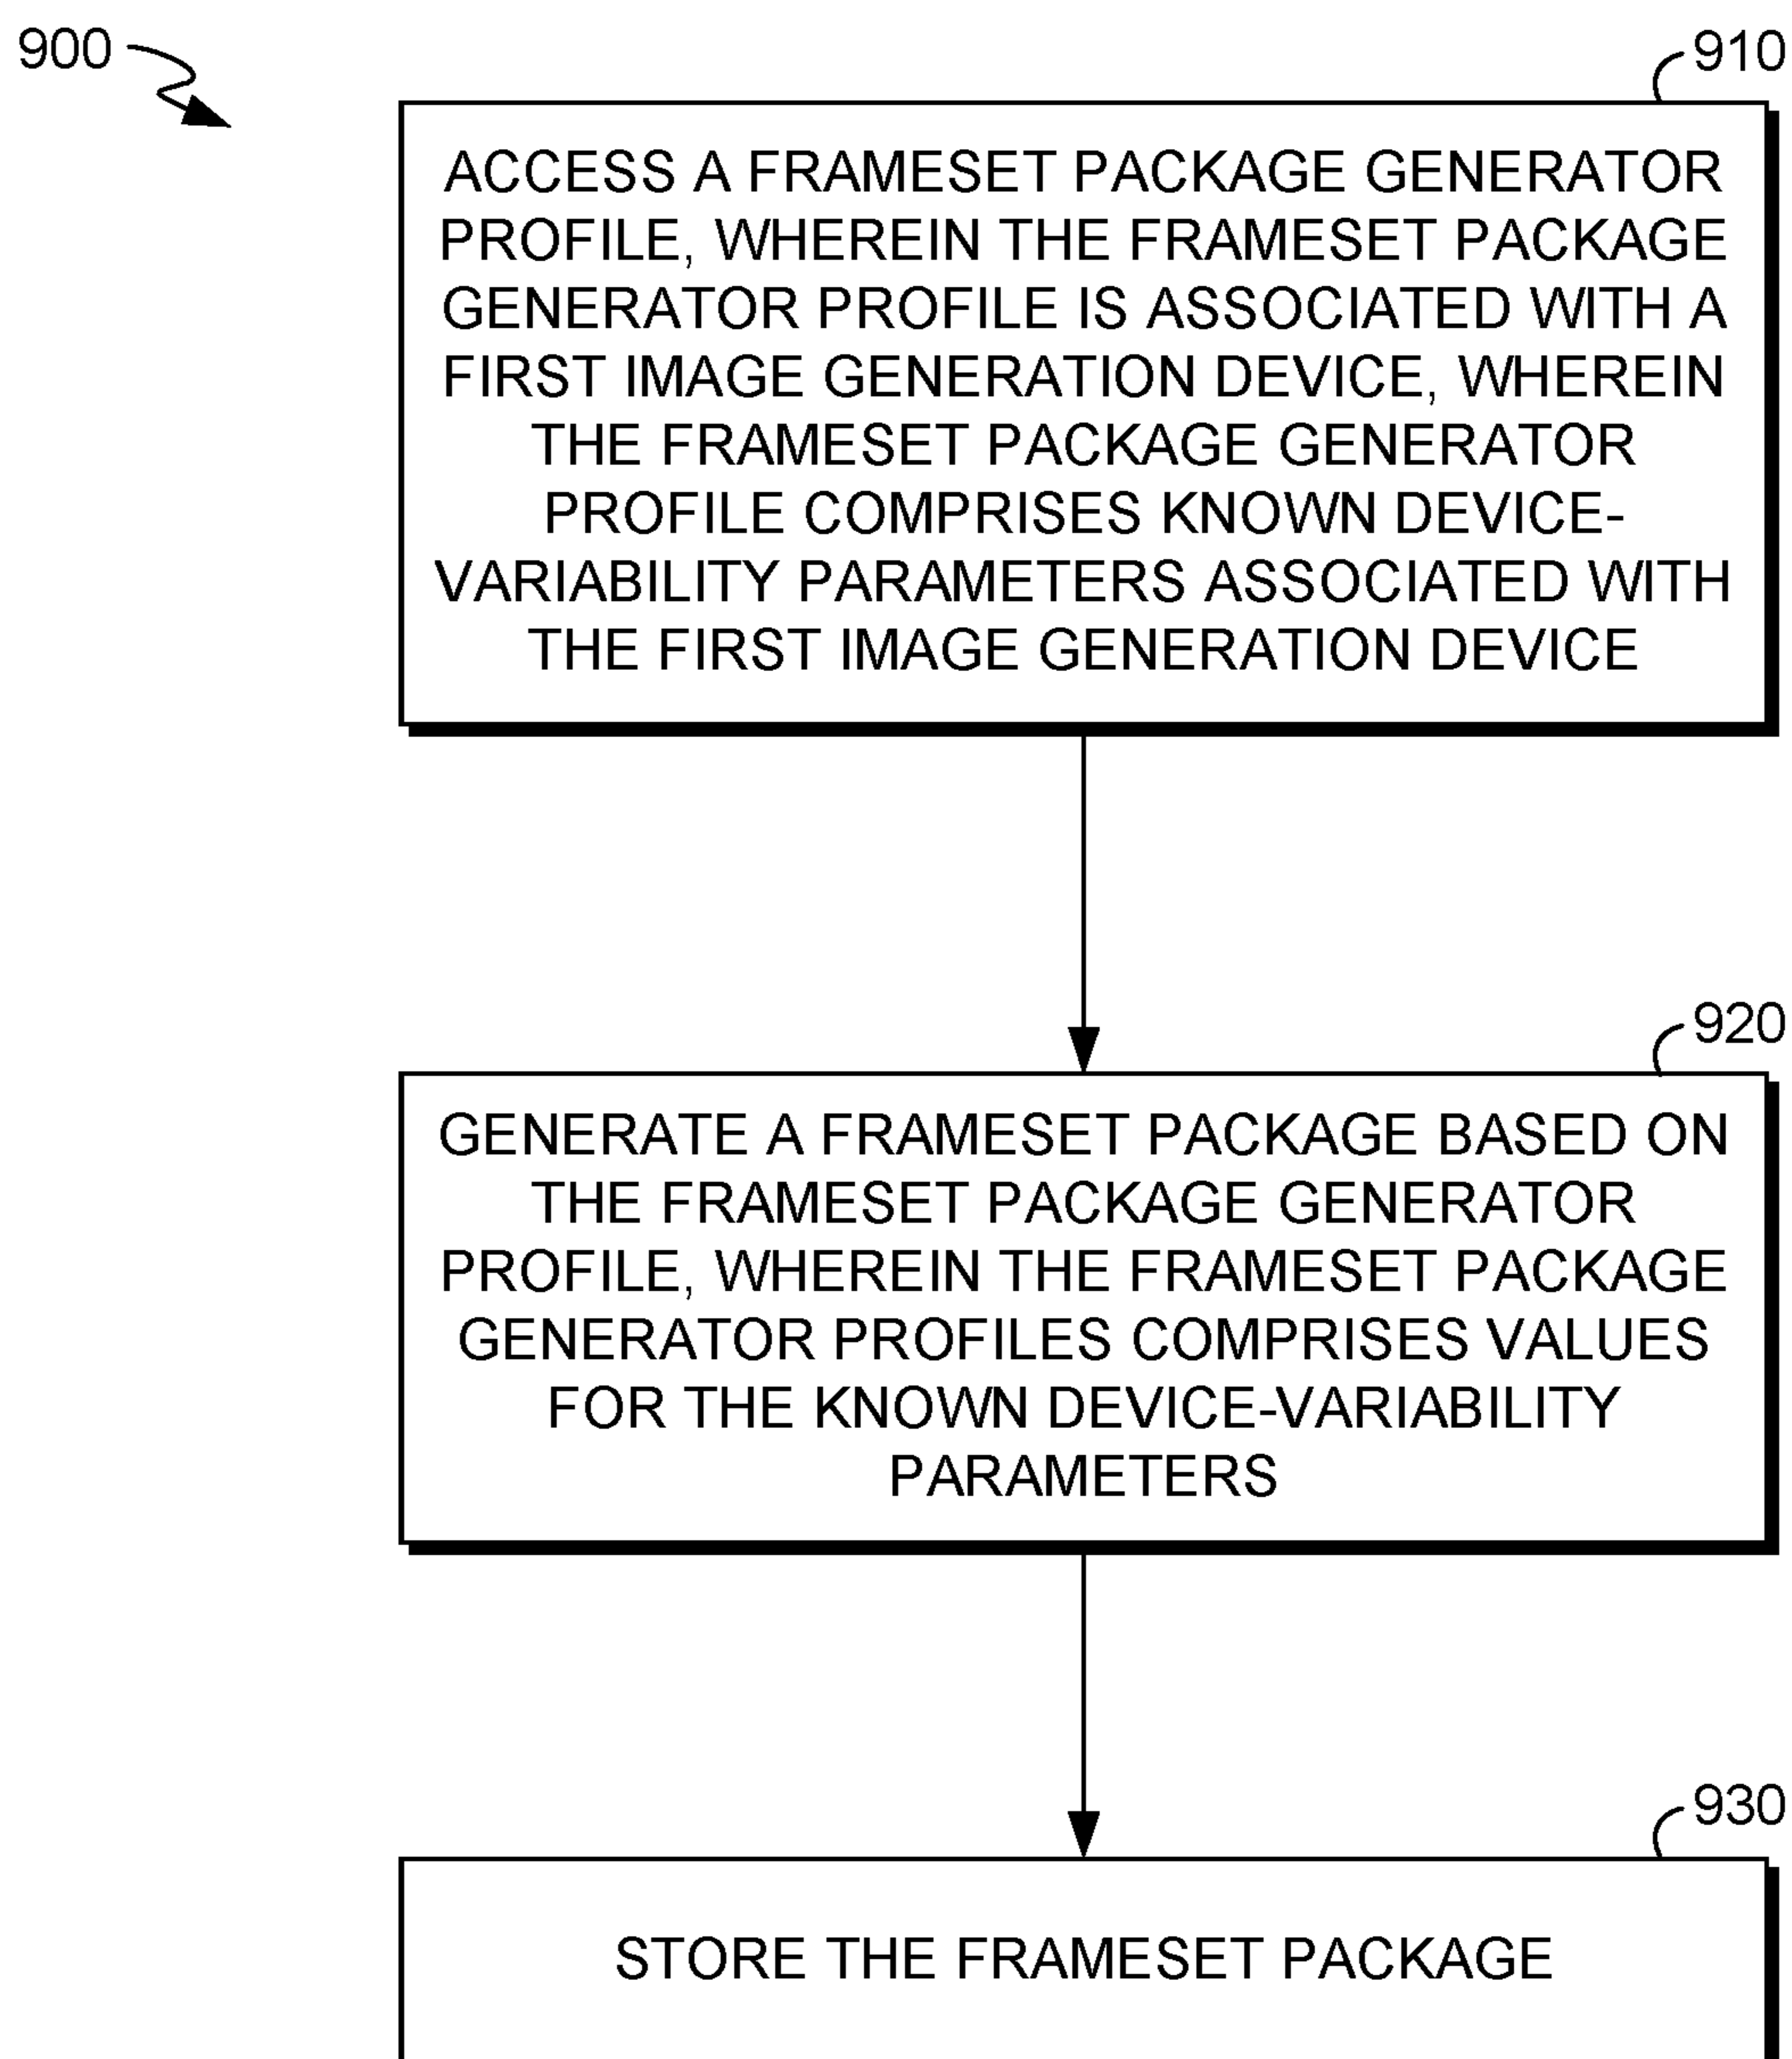 900
910
ACCESS A FRAMESET PACKAGE GENERATOR
PROFILE, WHEREIN THE FRAMESET PACKAGE
GENERATOR PROFILE IS ASSOCIATED WITH A
FIRST IMAGE GENERATION DEVICE, WHEREIN
THE FRAMESET PACKAGE GENERATOR
PROFILE COMPRISES KNOWN DEVICE-
VARIABILITY PARAMETERS ASSOCIATED WITH
THE FIRST IMAGE GENERATION DEVICE
920
GENERATE A FRAMESET PACKAGE BASED ON
THE FRAMESET PACKAGE GENERATOR
PROFILE, WHEREIN THE FRAMESET PACKAGE
GENERATOR PROFILES COMPRISES VALUES
FOR THE KNOWN DEVICE-VARIABILITY
PARAMETERS
930
STORE THE FRAMESET PACKAGE